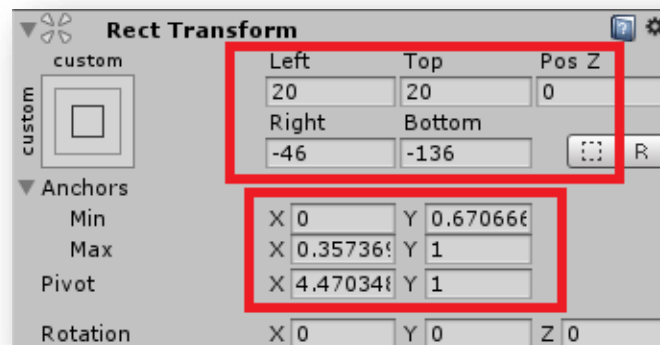 Rect Transform
custom
custom
Left Top Pos Z
20 20 0
Right Bottom
-46 -136
R
Anchors
Min X 0 Y 0.670666
Max X 0.357369 Y 1
Pivot X 4.470348 Y 1
Rotation X 0 Y 0 Z 0